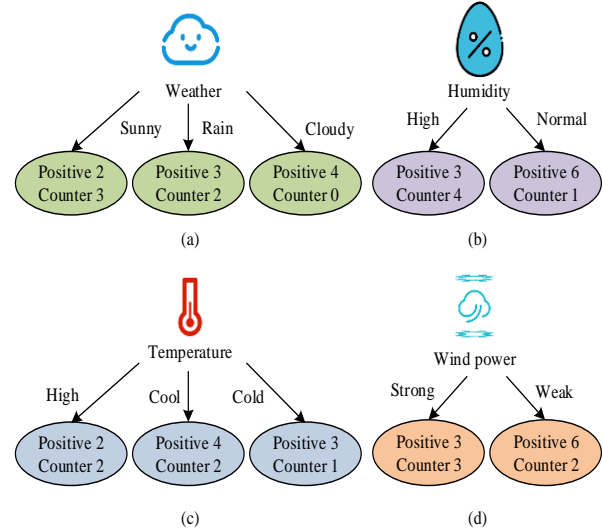 %
Weather
Sunny
Rain
Cloudy
Positive 2
Counter 3
Positive 3
Counter 2
Positive 4
Counter 0
(a)
Humidity
High
Normal
Positive 3
Counter 4
Positive 6
Counter 1
(b)
Temperature
High
Cool
Cold
Positive 2
Counter 2
Positive 4
Counter 2
Positive 3
Counter 1
(c)
Wind power
Strong
Weak
Positive 3
Counter 3
Positive 6
Counter 2
(d)